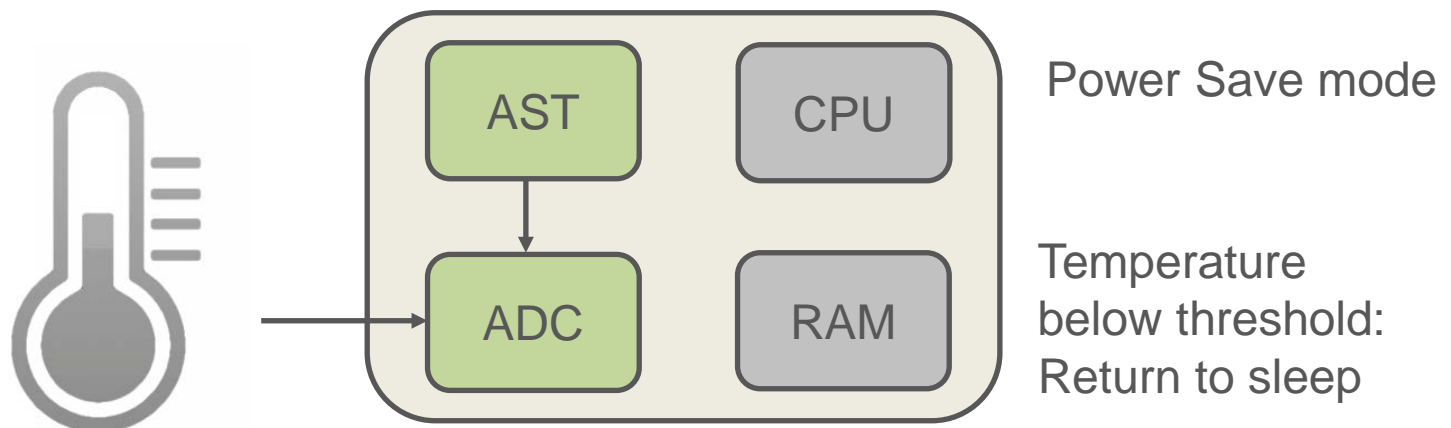 AST
CPU
Power Save mode
ADC
RAM
Temperature
below threshold:
Return to sleep